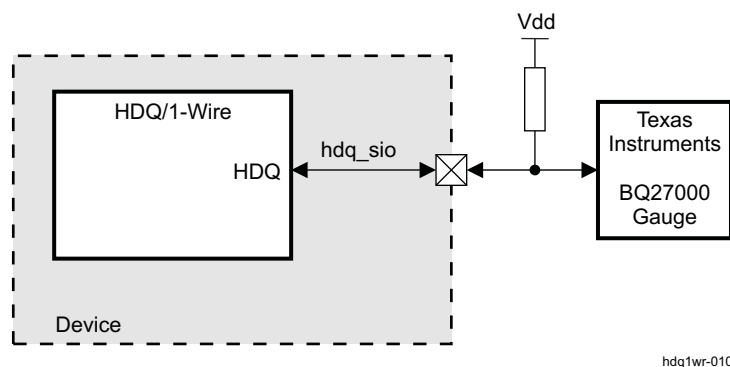 Vdd
HDQ/1-Wire
hdq_sio
HDQ
Texas
Instruments
BQ27000
Gauge
Device
hdq1wr-010